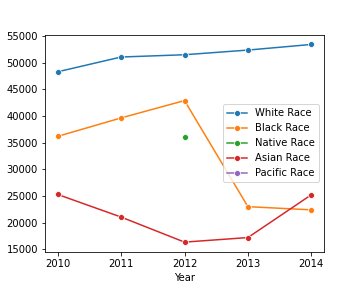 55000
50000
45000
40000
35000
30000
25000
20000
15000
White Race
Black Race
Native Race
Asian Race
Pacific Race
2010 2011 2012 2013 2014
Year